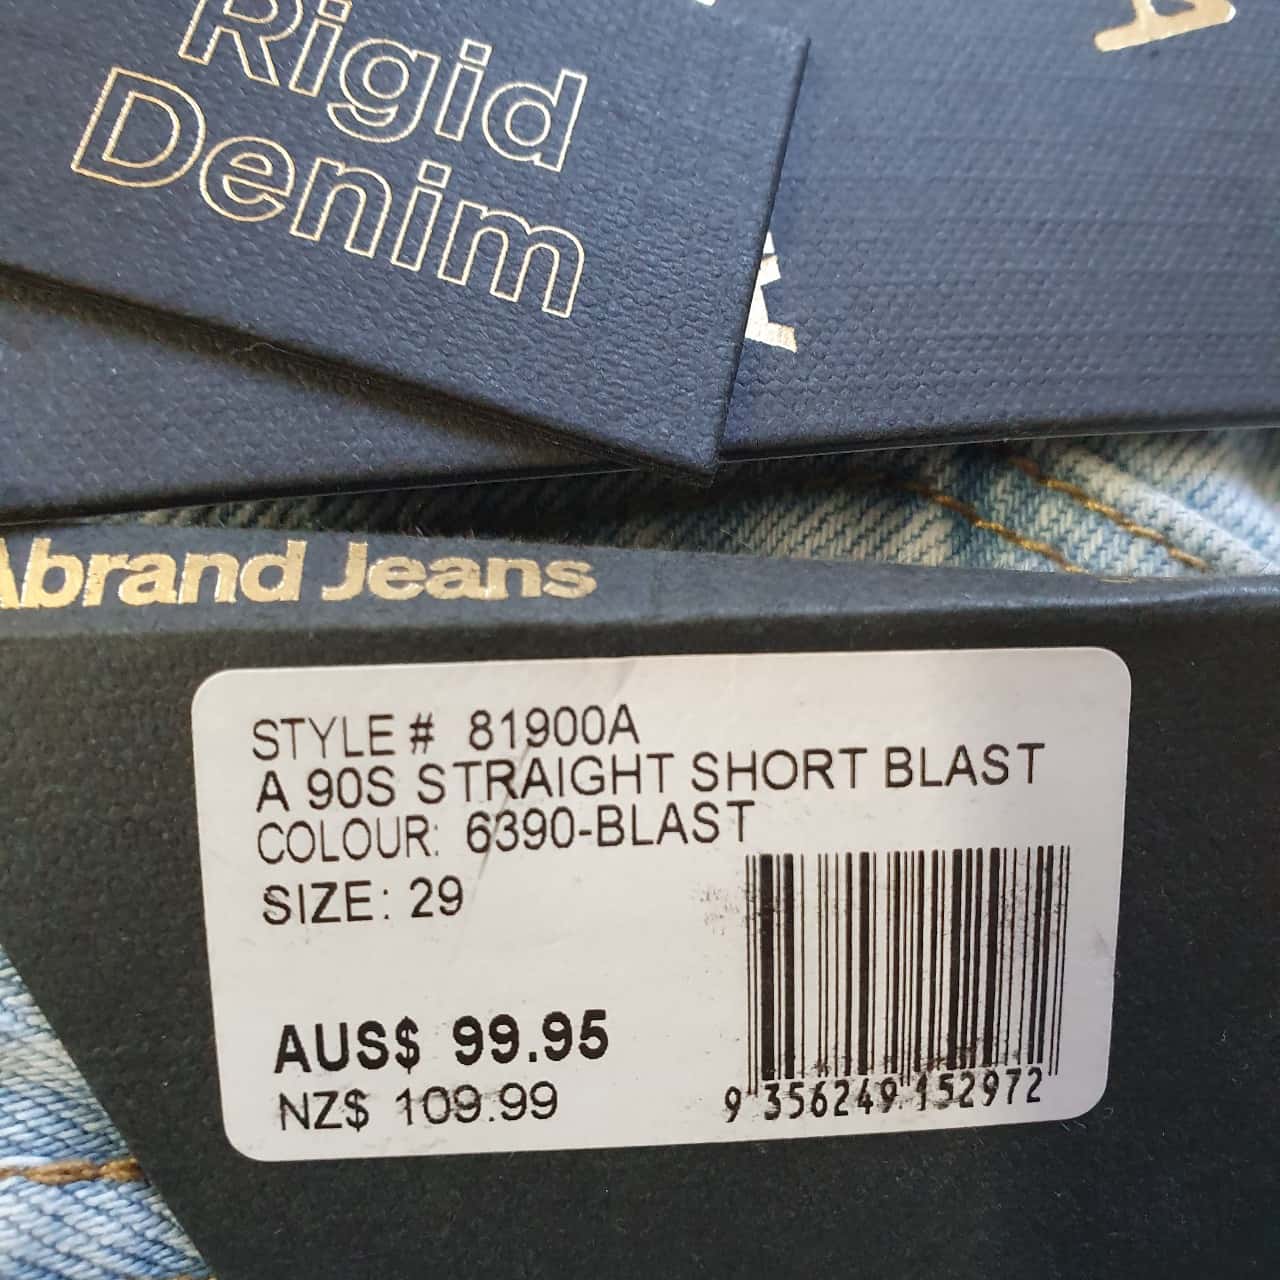 Rigid
Denim
Abrand Jeans
STYLE # 81900A
A 90S STRAIGHT SHORT BLAST
COLOUR: 6390-BLAST
SIZE: 29
AUS$ 99.95
NZ$ 109.99
9 356249 152972